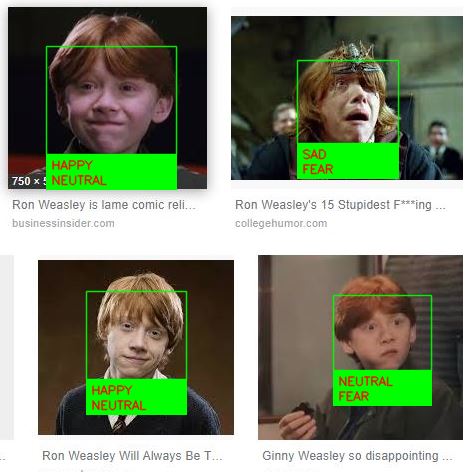 HAPPY
NEUTRAL
750 × 5
Ron Weasley is lame comic reli...
businessinsider.com
SAD
FEAR
Ron Weasley's 15 Stupidest F***ing ...
collegehumor.com
HAPPY
NEUTRAL
Ron Weasley Will Always Be T...
NEUTRAL
FEAR
Ginny Weasley so disappointing ...